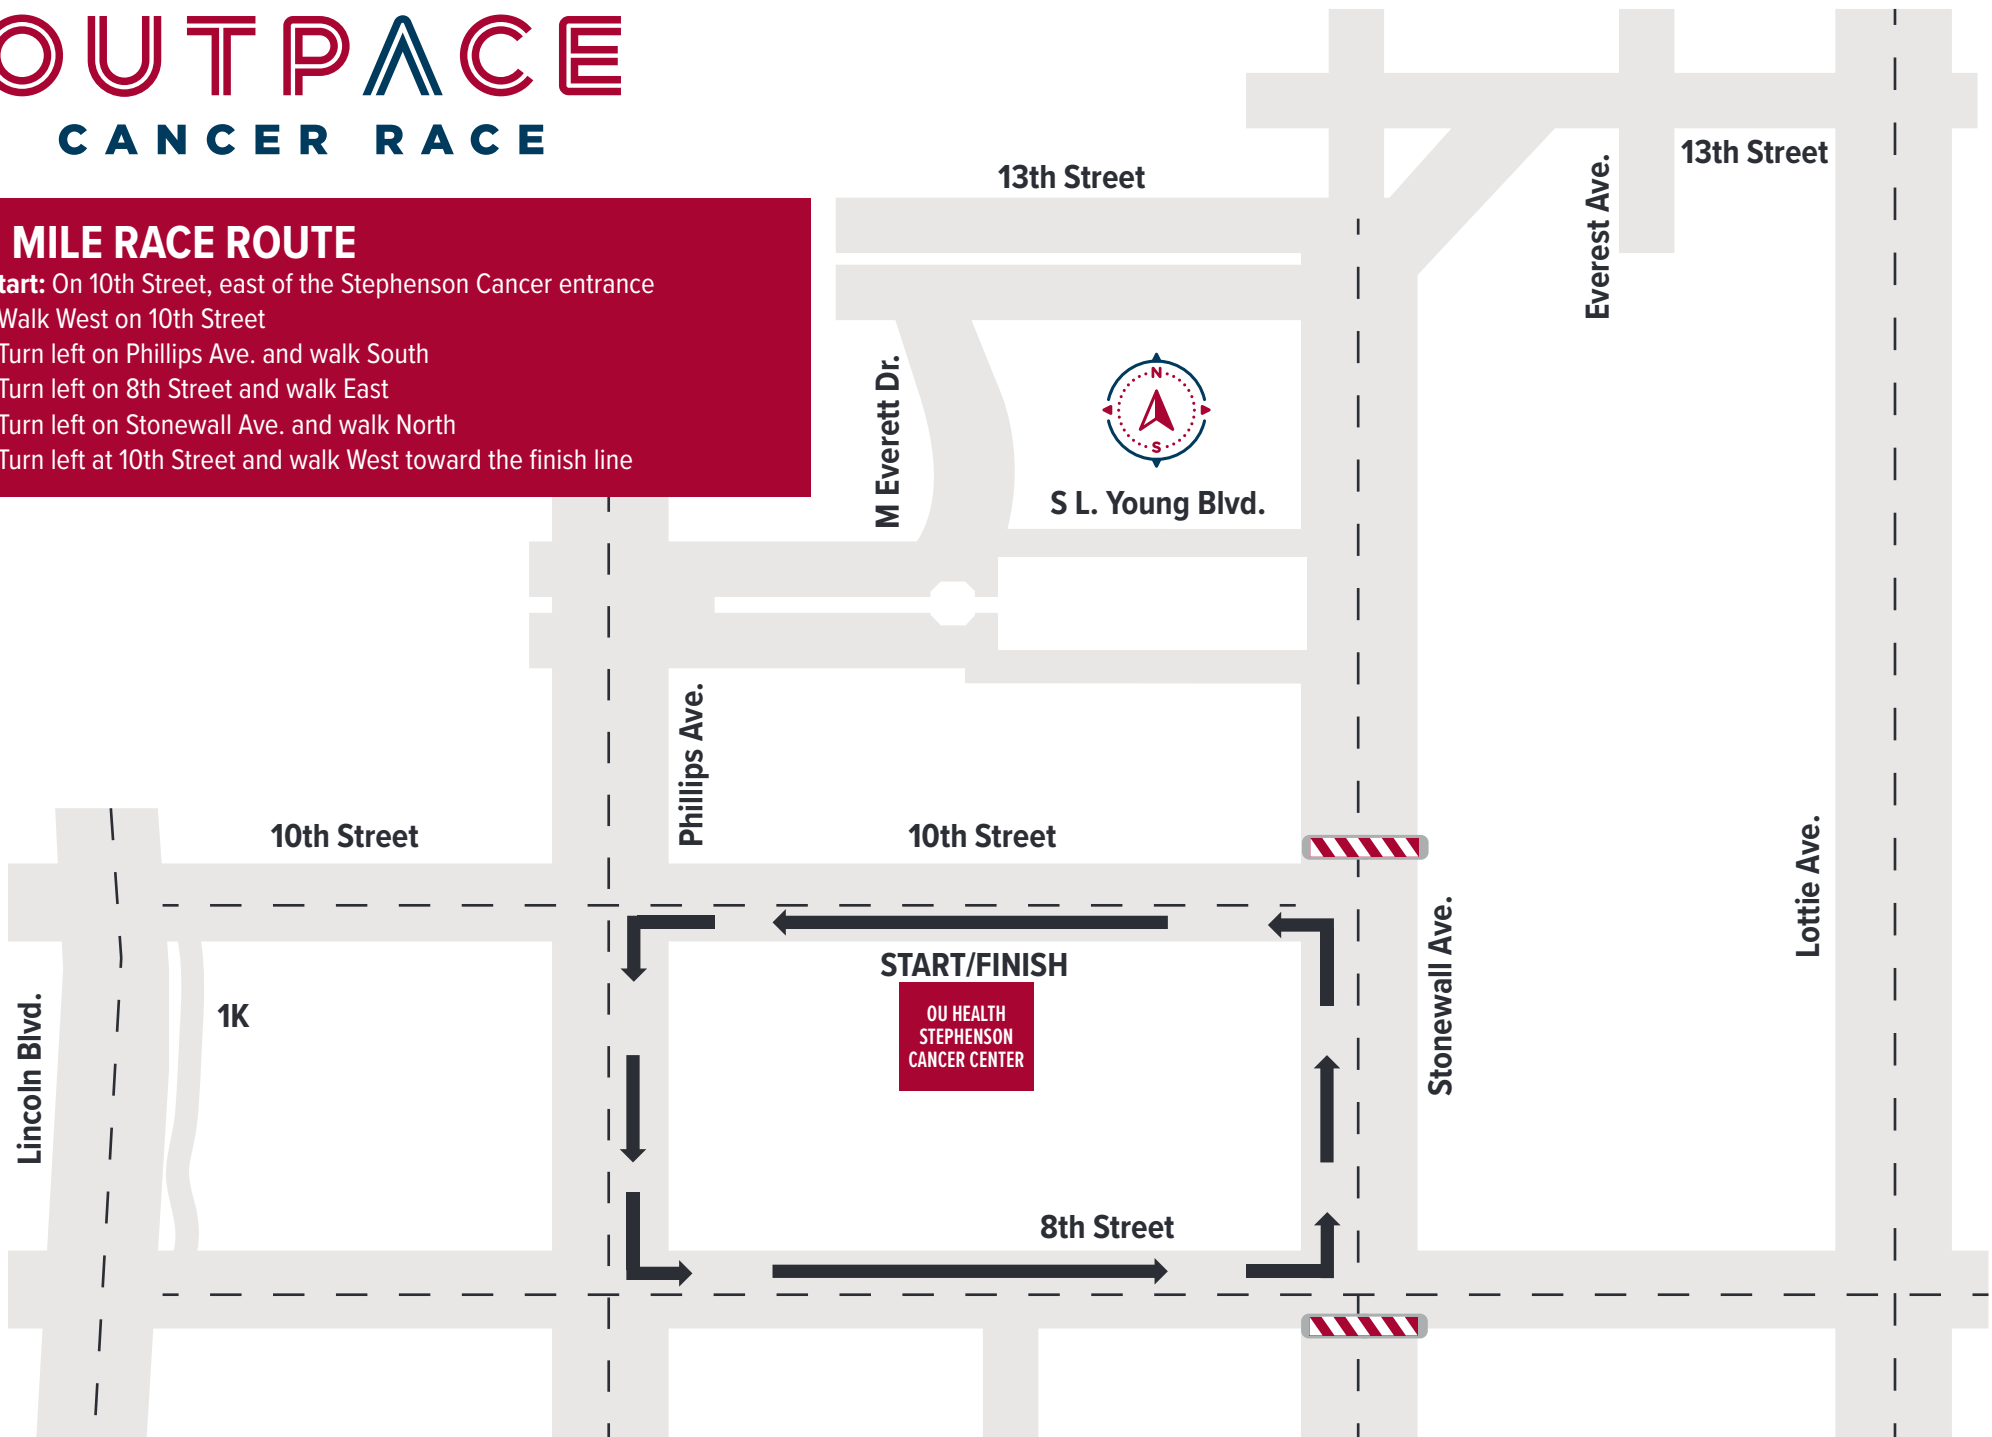 OUTPACE
CANCER RACE
MILE RACE ROUTE
tart: On 10th Street, east of the Stephenson Cancer entrance
Walk West on 10th Street
Turn left on Phillips Ave. and walk South
Turn left on 8th Street and walk East
Turn left on Stonewall Ave. and walk North
Turn left at 10th Street and walk West toward the finish line
13th Street
13th Street
Everest Ave.
M Everett Dr.
N
S
S L. Young Blvd.
Phillips Ave.
10th Street
10th Street
Lottie Ave.
Stonewall Ave.
START/FINISH
OU HEALTH
STEPHENSON
CANCER CENTER
Lincoln Blvd.
1K
8th Street